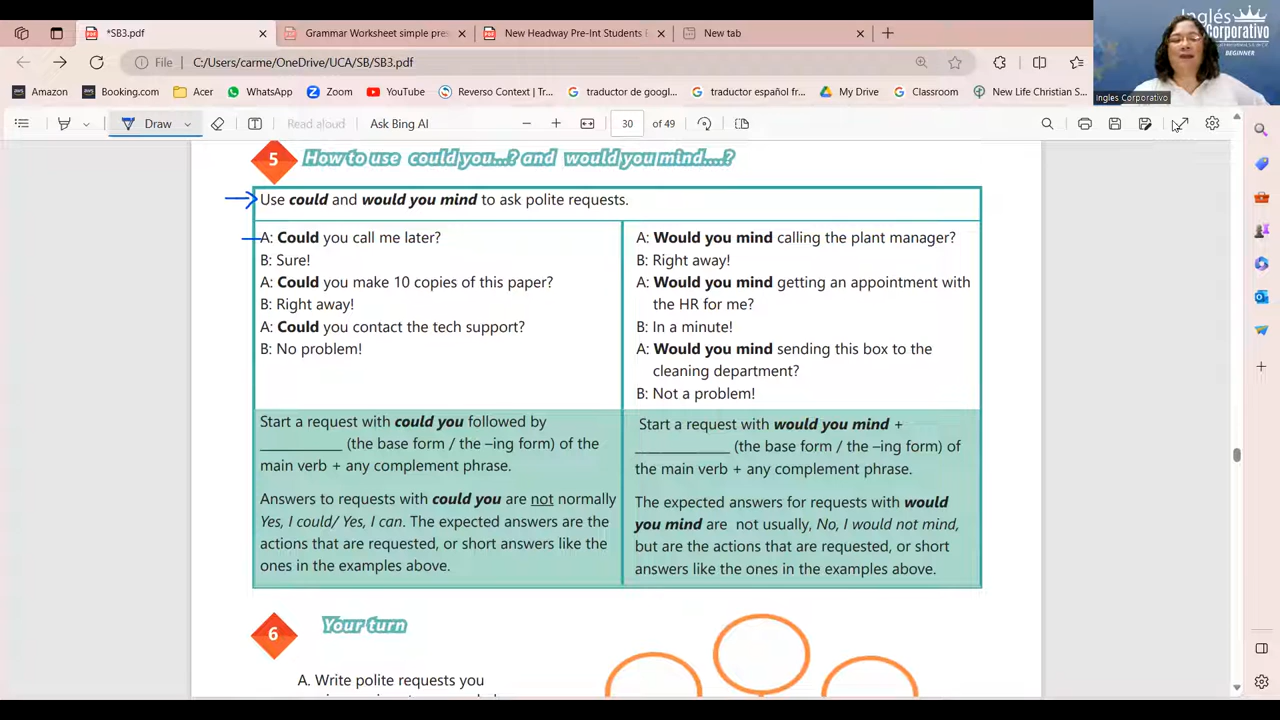 *SB3.pdf
Grammar Worksheet simple pres
New Headway Pre-Int Students B
New tab
Inglés
Corporativo
BEGINNER
File
C:/Users/carme/OneDrive/UCA/SB/SB3.pdf
Ingles Corporativo
Amazon
Booking.com
Acer
WhatsApp
Zoom
YouTube
Reverso Context | Tr...
traductor de googl...
traductor español fr...
My Drive
Classroom
New Life Christian S...
Draw
Read aloud
Ask Bing AI
30 of 49
5 How to use could you...? and would you mind....?
Use could and would you mind to ask polite requests.
A: Could you call me later?
B: Sure!
A: Could you make 10 copies of this paper?
B: Right away!
A: Could you contact the tech support?
B: No problem!
A: Would you mind calling the plant manager?
B: Right away!
A: Would you mind getting an appointment with
the HR for me?
B: In a minute!
A: Would you mind sending this box to the
cleaning department?
B: Not a problem!
Start a request with could you followed by
___________ (the base form / the –ing form) of the
main verb + any complement phrase.
Answers to requests with could you are not normally
Yes, I could/ Yes, I can. The expected answers are the
actions that are requested, or short answers like the
ones in the examples above.
Start a request with would you mind +
_____________ (the base form / the –ing form) of
the main verb + any complement phrase.
The expected answers for requests with would
you mind are not usually, No, I would not mind,
but are the actions that are requested, or short
answers like the ones in the examples above.
6 Your turn
A. Write polite requests you